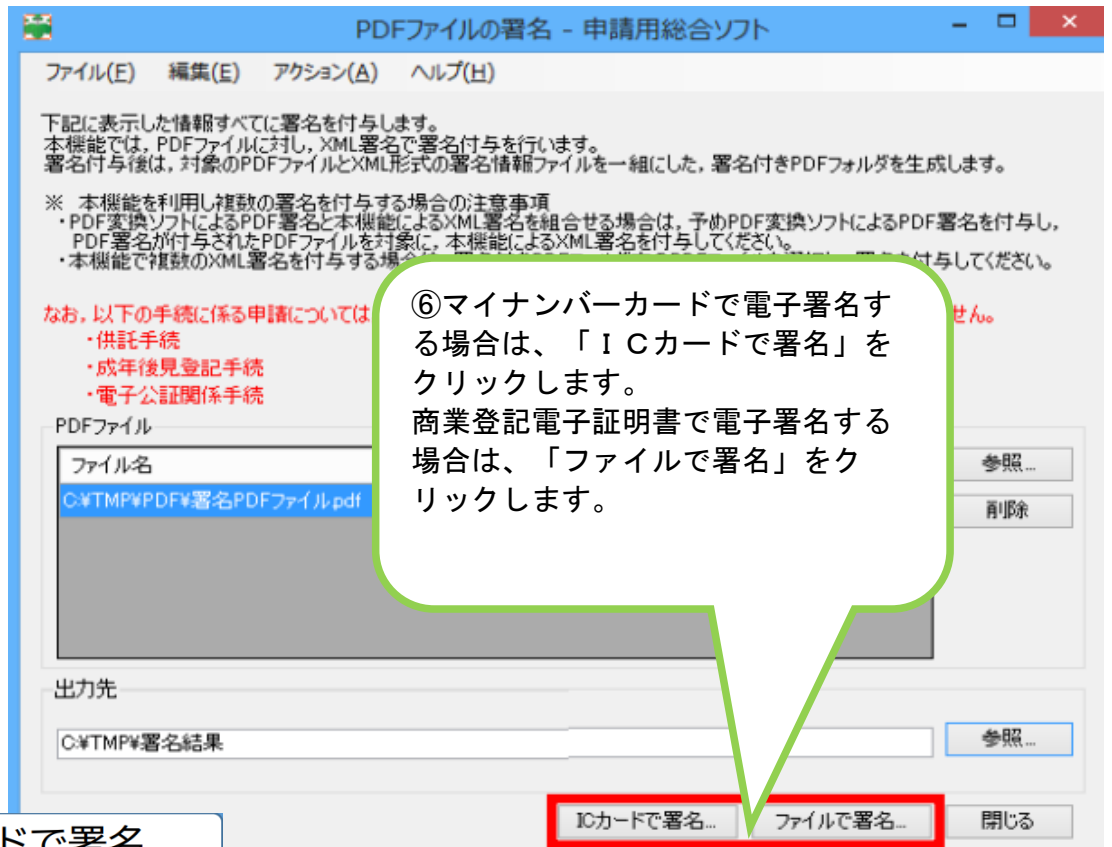 PDFファイルの署名 - 申請用総合ソフト
ファイル(F) 編集(E) アクション(A) ヘルプ(H)
下記に表示した情報すべてに署名を付与します。
本機能では，PDFファイルに対し，XML署名で署名付与を行います。
署名付与後は，対象のPDFファイルとXML形式の署名情報ファイルを一組にした，署名付きPDFフォルダを生成します。
※ 本機能を利用し複数の署名を付与する場合の注意事項
・PDF変換ソフトによるPDF署名と本機能によるXML署名を組合せる場合は，予めPDF変換ソフトによるPDF署名を付与し，
PDF署名が付与されたPDFファイルを対象に，本機能によるXML署名を付与してください。
・本機能で複数のXML署名を付与する場 付与してください。
なお，以下の手続に係る申請については せん。
・供託手続
・成年後見登記手続
・電子公証関係手続
⑥マイナンバーカードで電子署名す
る場合は、「ＩＣカードで署名」を
クリックします。
商業登記電子証明書で電子署名する
場合は、「ファイルで署名」をク
リックします。
PDFファイル
ファイル名
C:¥TMP¥PDF¥署名PDFファイル.pdf
参照...
削除
出力先
C:¥TMP¥署名結果
参照...
ICカードで署名... ファイルで署名... 閉じる
ドで署名